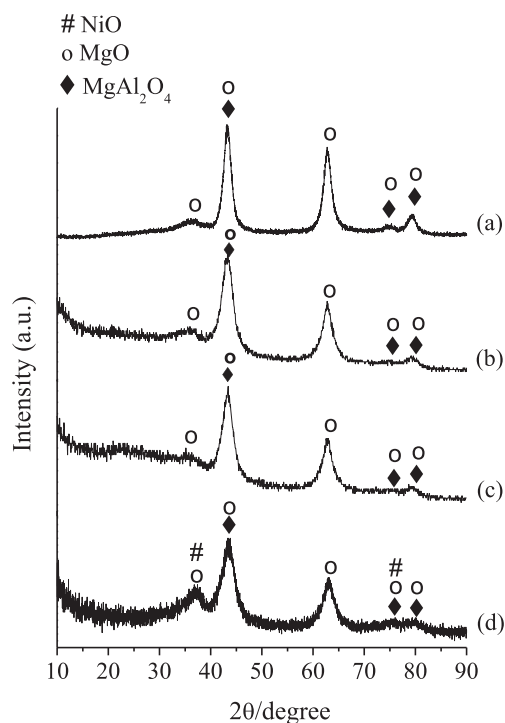 # NiO
o MgO
◆ MgAl₂O₄
Intensity (a.u.)
(a)
(b)
(c)
(d)
10 20 30 40 50 60 70 80 90
2θ/degree